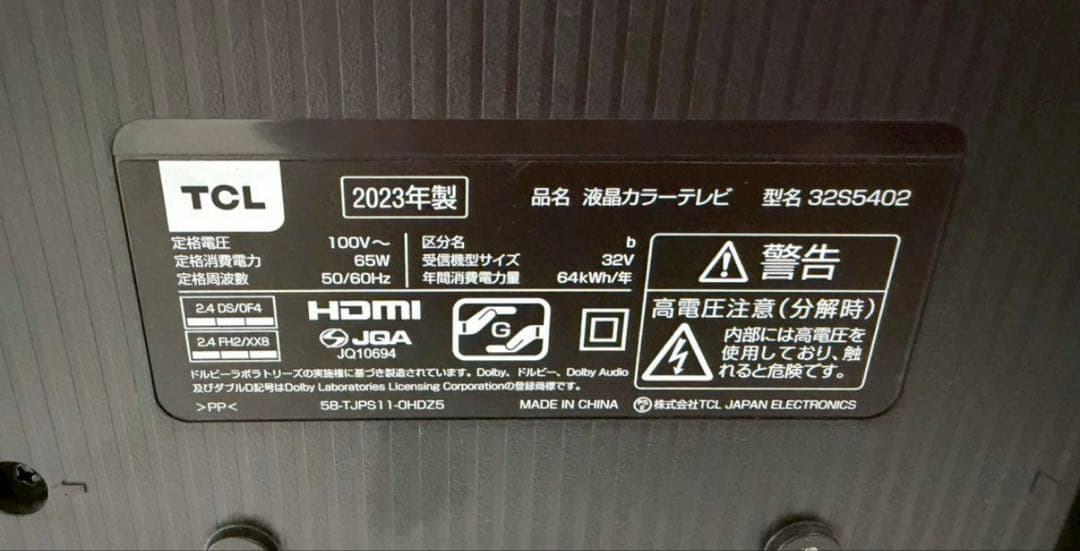 TCL
2023年製
品名 液晶カラーテレビ 型名 32S5402
定格電圧 100V～
定格消費電力 65W
定格周波数 50/60Hz
区分名 b
受信機型サイズ 32V
年間消費電力量 64kWh/年
2.4 DS/OF4
2.4 FH2/XX8
HDMI
S JQA
JQ10694
G
警告
高電圧注意(分解時)
内部には高電圧を
使用しており、触
れると危険です。
ドルビーラボラトリーズの実施権に基づき製造されています。Dolby、ドルビー、Dolby Audio
及びダブルD記号はDolby Laboratories Licensing Corporationの登録商標です。
>PP< 58-TJPS11-0HDZ5 MADE IN CHINA 株式会社TCL JAPAN ELECTRONICS